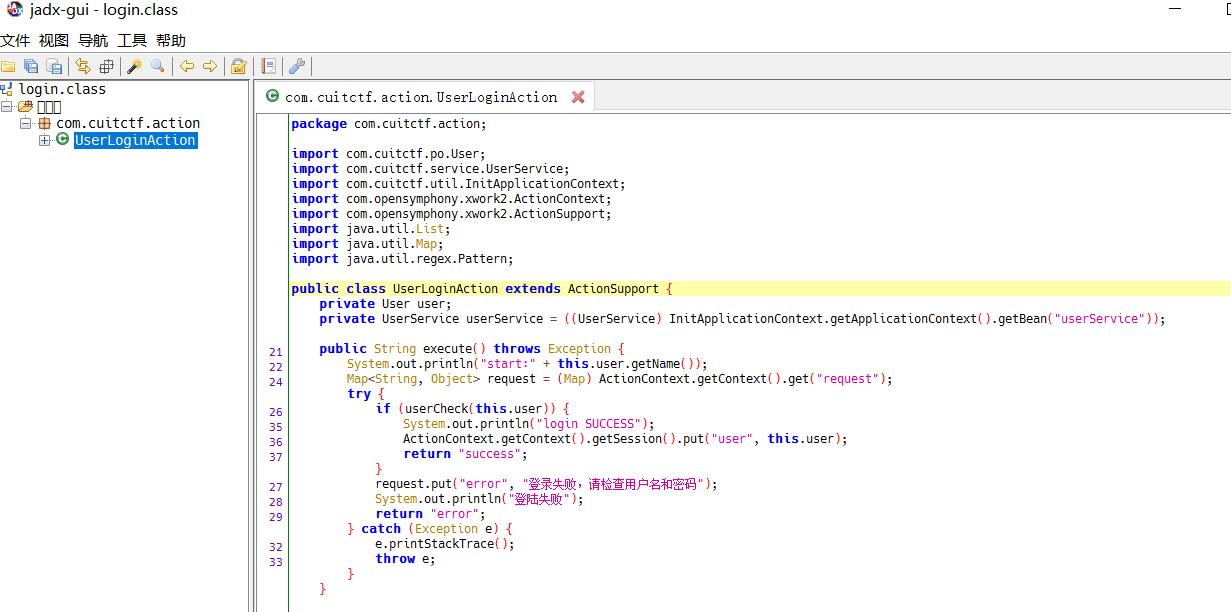 jadx-gui - login.class
文件 视图 导航 工具 帮助
login.class
com.cuitctf.action
UserLoginAction
com.cuitctf.action.UserLoginAction
package com.cuitctf.action;
import com.cuitctf.po.User;
import com.cuitctf.service.UserService;
import com.cuitctf.util.InitApplicationContext;
import com.opensymphony.xwork2.ActionContext;
import com.opensymphony.xwork2.ActionSupport;
import java.util.List;
import java.util.Map;
import java.util.regex.Pattern;
public class UserLoginAction extends ActionSupport {
private User user;
private UserService userService = ((UserService) InitApplicationContext.getApplicationContext().getBean("userService"));
21 public String execute() throws Exception {
22 System.out.println("start:" + this.user.getName());
24 Map<String, Object> request = (Map) ActionContext.getContext().get("request");
try {
26 if (userCheck(this.user)) {
35 System.out.println("login SUCCESS");
36 ActionContext.getContext().getSession().put("user", this.user);
37 return "success";
}
27 request.put("error", "登录失败，请检查用户名和密码");
28 System.out.println("登陆失败");
29 return "error";
} catch (Exception e) {
32 e.printStackTrace();
33 throw e;
}
}